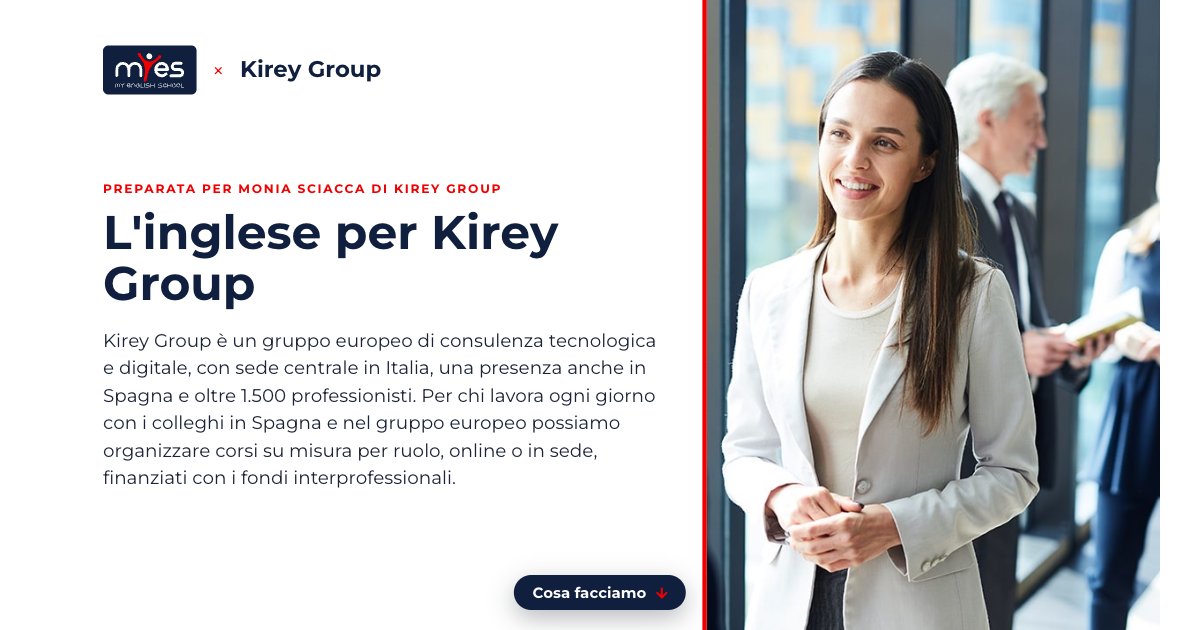 myes
MY ENGLISH SCHOOL
× Kirey Group
PREPARATA PER MONIA SCIACCA DI KIREY GROUP
L'inglese per Kirey
Group
Kirey Group è un gruppo europeo di consulenza tecnologica
e digitale, con sede centrale in Italia, una presenza anche in
Spagna e oltre 1.500 professionisti. Per chi lavora ogni giorno
con i colleghi in Spagna e nel gruppo europeo possiamo
organizzare corsi su misura per ruolo, online o in sede,
finanziati con i fondi interprofessionali.
Cosa facciamo ↓